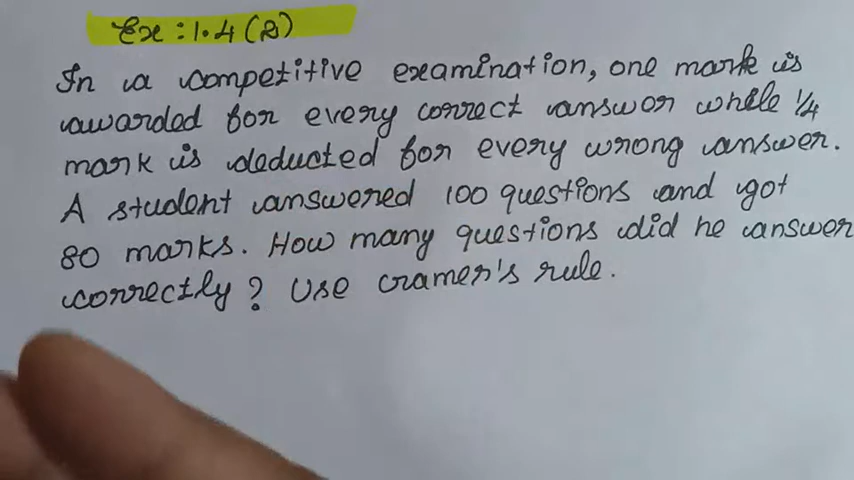 Ex : 1.4 (2)
In a competitive examination, one mark is
awarded for every correct answer while 1/4
mark is deducted for every wrong answer.
A student answered 100 questions and got
80 marks. How many questions did he answer
correctly? Use cramer's rule.